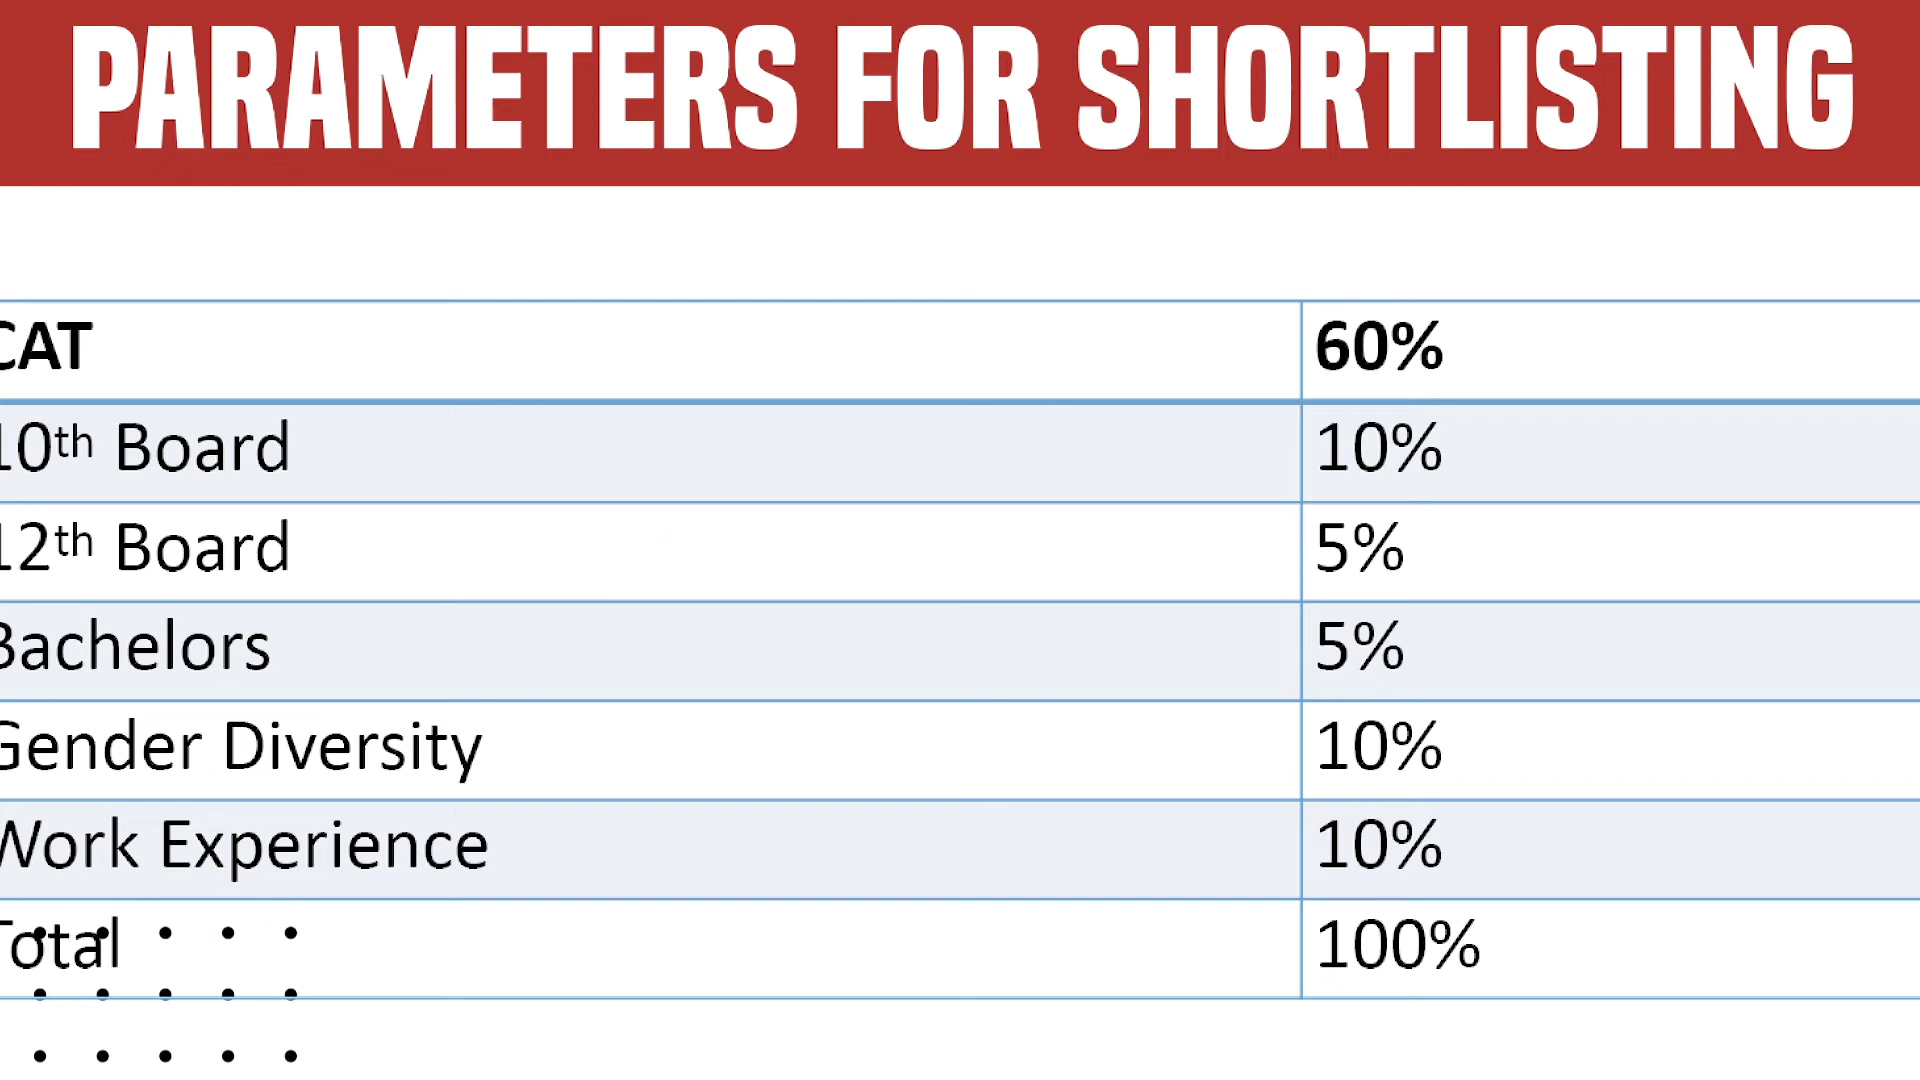 PARAMETERS FOR SHORTLISTING
CAT 60%
10th Board 10%
12th Board 5%
Bachelors 5%
Gender Diversity 10%
Work Experience 10%
Total 100%